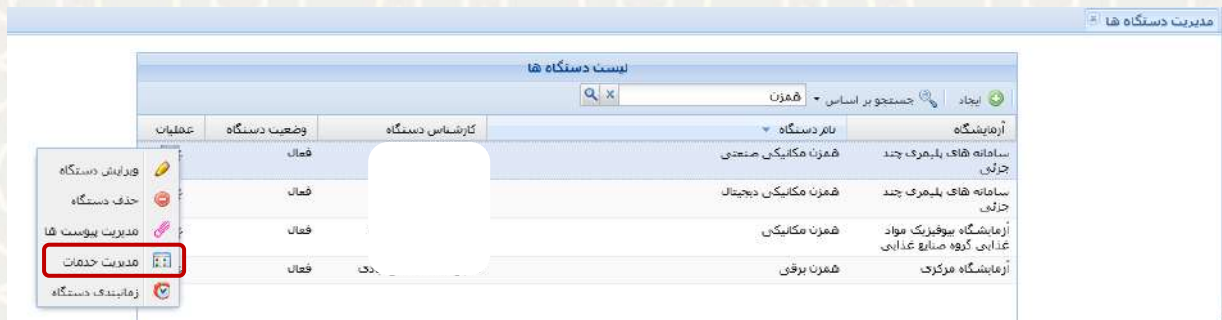 مدیریت دستگاه ها
لیست دستگاه ها
ایجاد جستجو بر اساس همزن
آزمایشگاه نام دستگاه کارشناس دستگاه وضعیت دستگاه عملیات
سامانه های پلیمری چند جزئی همزن مکانیکی صنعتی فعال
سامانه های پلیمری چند جزئی همزن مکانیکی دیجیتال فعال
آزمایشگاه بیوفیزیک مواد غذایی گروه صنایع غذایی همزن مکانیکی فعال
آزمایشگاه مرکزی همزن برقی فعال
ویرایش دستگاه
حذف دستگاه
مدیریت پیوست ها
مدیریت خدمات
زمانبندی دستگاه